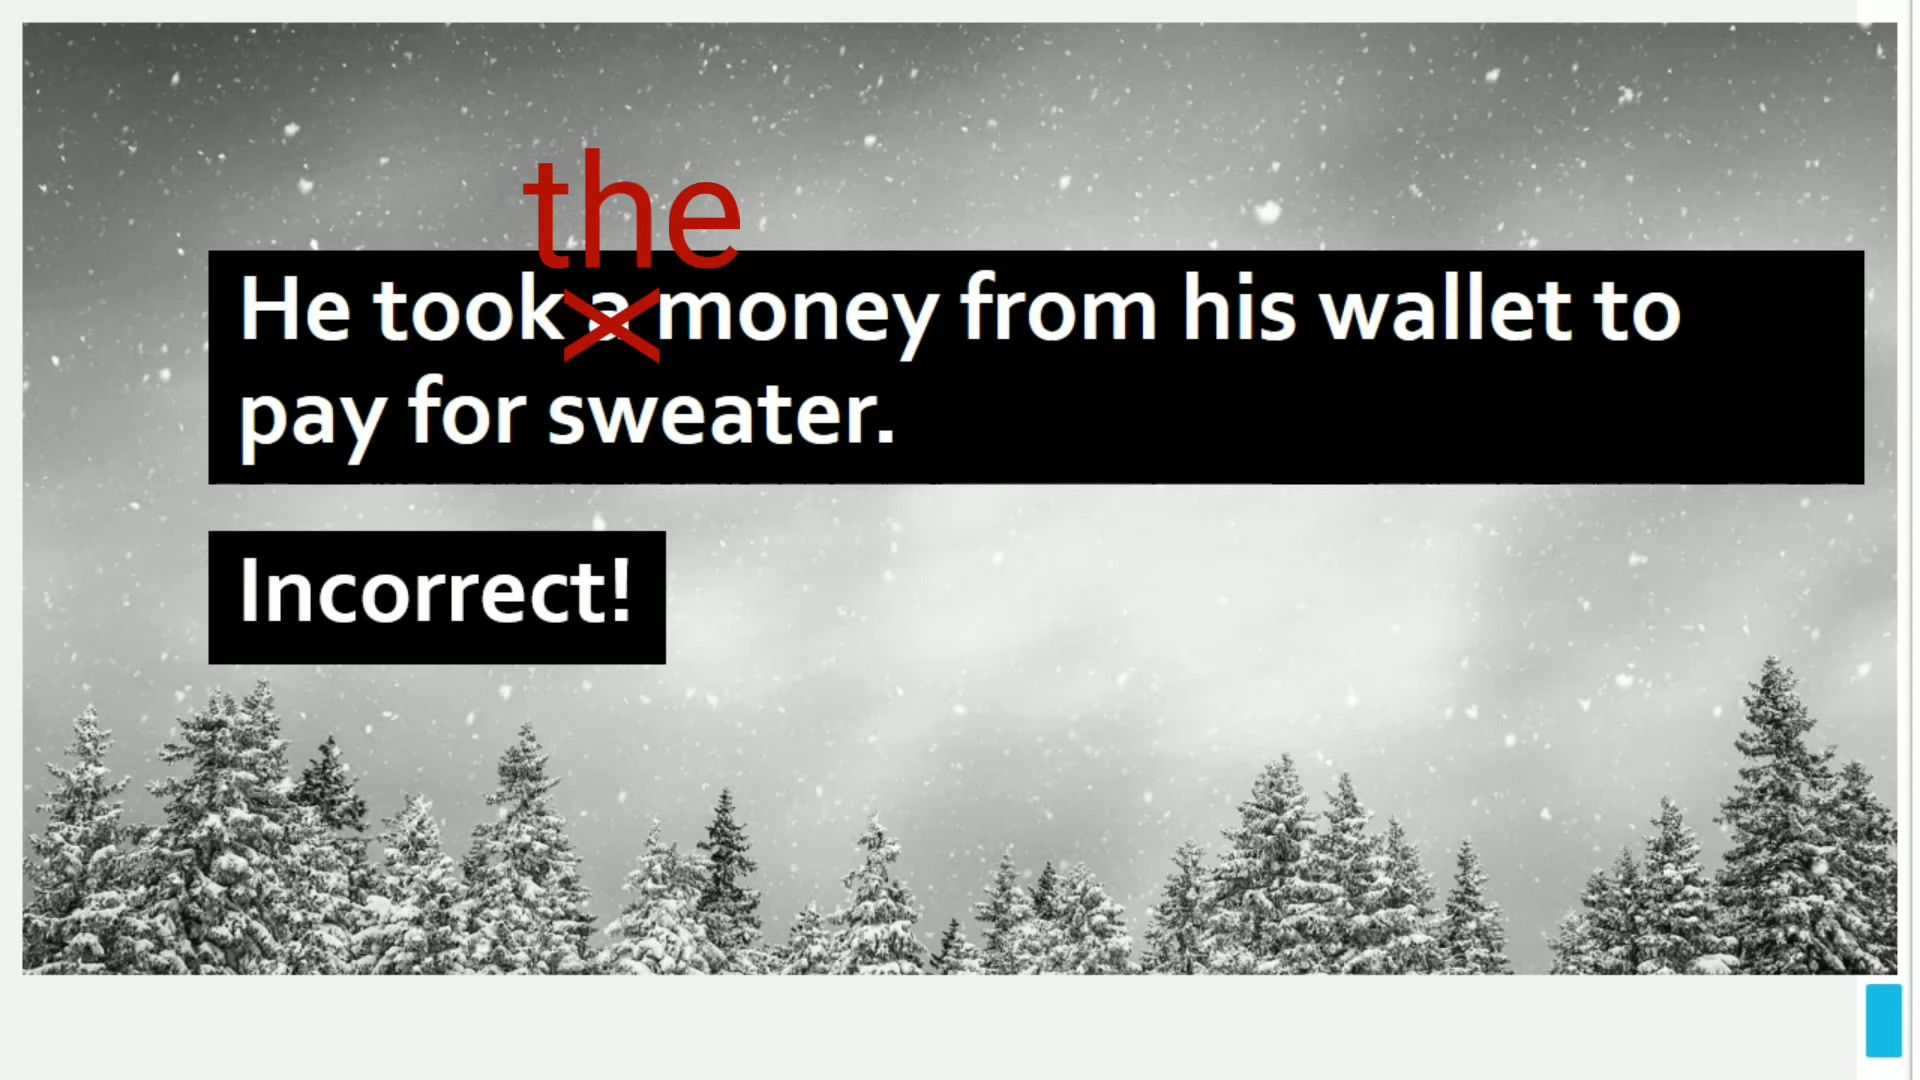 the
He took a money from his wallet to
pay for sweater.
Incorrect!